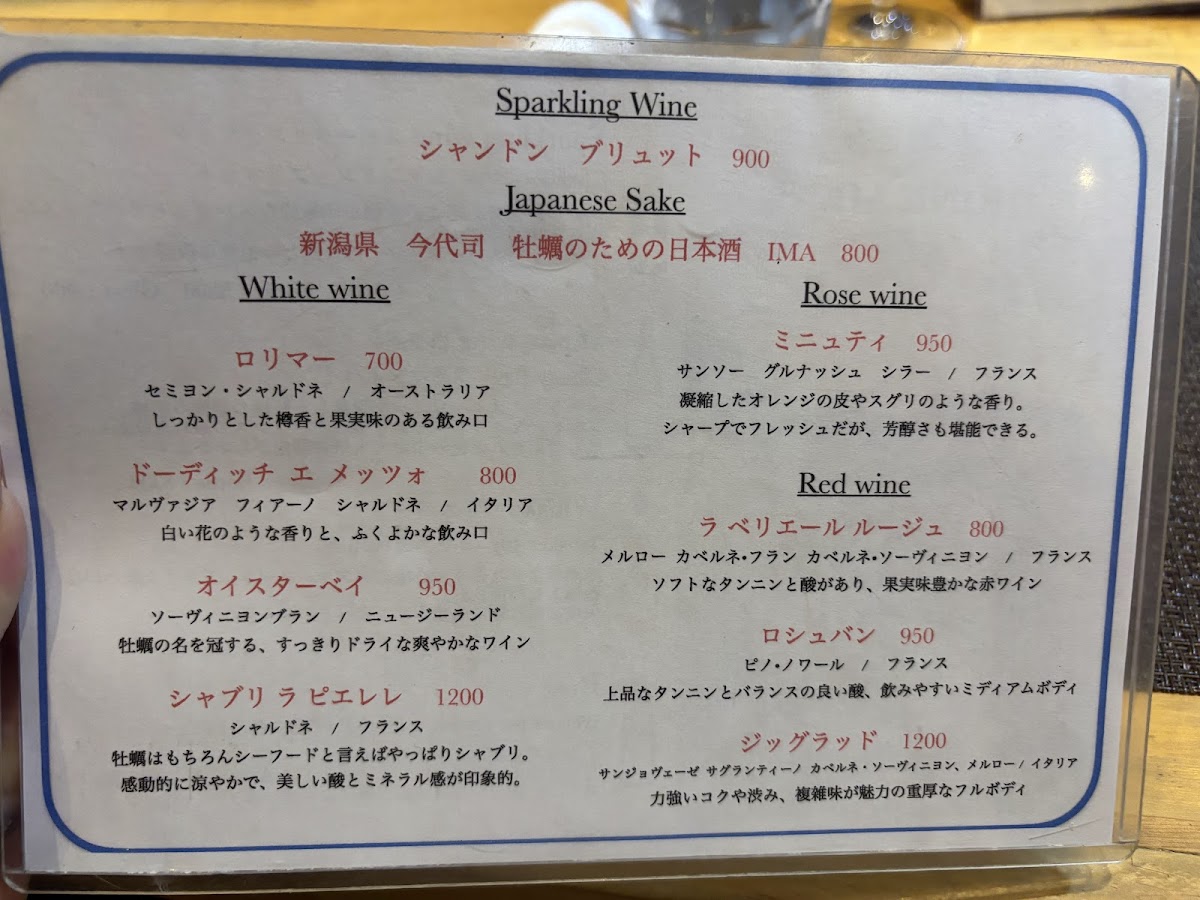 Sparkling Wine
シャンドン　ブリュット　900
Japanese Sake
新潟県　今代司　牡蠣のための日本酒　IMA　800
White wine
ロリマー　700
セミヨン・シャルドネ　/　オーストラリア
しっかりとした樽香と果実味のある飲み口
ドーディッチ エ メッツォ　800
マルヴァジア　フィアーノ　シャルドネ　/　イタリア
白い花のような香りと、ふくよかな飲み口
オイスターベイ　950
ソーヴィニヨンブラン　/　ニュージーランド
牡蠣の名を冠する、すっきりドライな爽やかなワイン
シャブリ ラ ピエレレ　1200
シャルドネ　/　フランス
牡蠣はもちろんシーフードと言えばやっぱりシャブリ。
感動的に涼やかで、美しい酸とミネラル感が印象的。
Rose wine
ミニュティ　950
サンソー　グルナッシュ　シラー　/　フランス
凝縮したオレンジの皮やスグリのような香り。
シャープでフレッシュだが、芳醇さも堪能できる。
Red wine
ラ ベリエール ルージュ　800
メルロー カベルネ・フラン カベルネ・ソーヴィニヨン　/　フランス
ソフトなタンニンと酸があり、果実味豊かな赤ワイン
ロシュバン　950
ピノ・ノワール　/　フランス
上品なタンニンとバランスの良い酸、飲みやすいミディアムボディ
ジッグラッド　1200
サンジョヴェーゼ サグランティーノ カベルネ・ソーヴィニヨン、メルロー / イタリア
力強いコクや渋み、複雑味が魅力の重厚なフルボディ